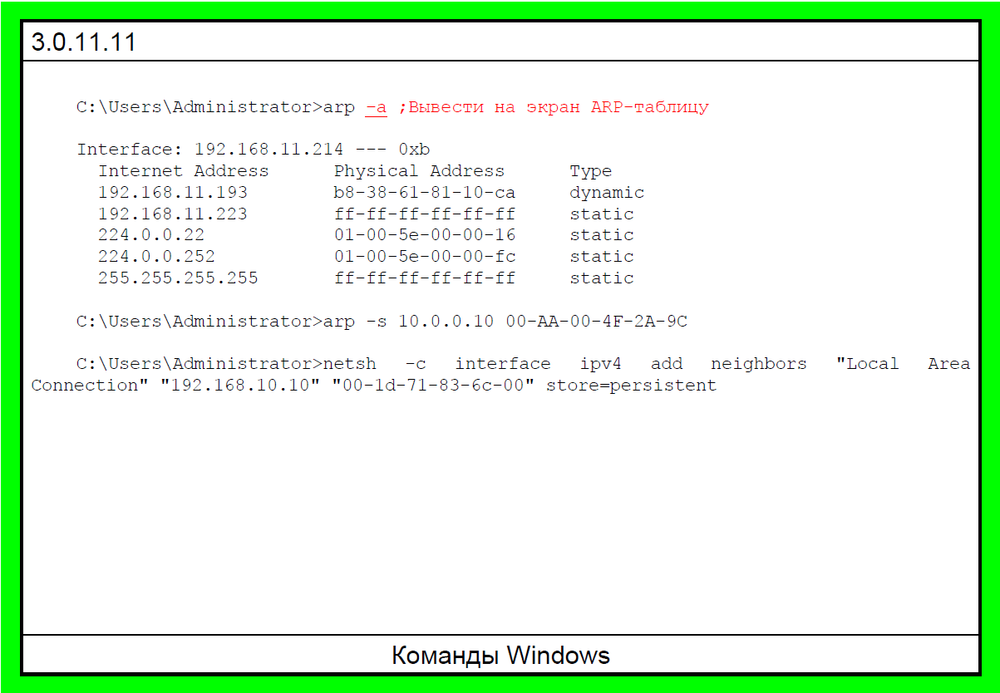 3.0.11.11
C:\Users\Administrator>arp -a ;Вывести на экран ARP-таблицу
Interface: 192.168.11.214 --- 0xb
Internet Address Physical Address Type
192.168.11.193 b8-38-61-81-10-ca dynamic
192.168.11.223 ff-ff-ff-ff-ff-ff static
224.0.0.22 01-00-5e-00-00-16 static
224.0.0.252 01-00-5e-00-00-fc static
255.255.255.255 ff-ff-ff-ff-ff-ff static
C:\Users\Administrator>arp -s 10.0.0.10 00-AA-00-4F-2A-9C
C:\Users\Administrator>netsh -c interface ipv4 add neighbors "Local Area
Connection" "192.168.10.10" "00-1d-71-83-6c-00" store=persistent
Команды Windows